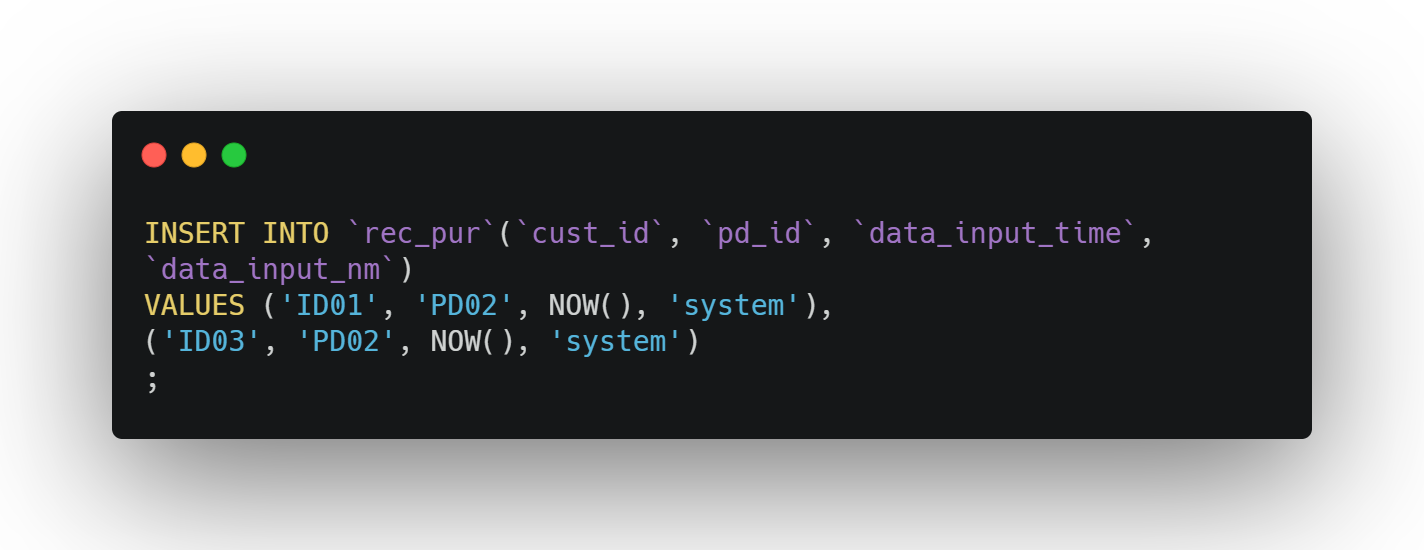 INSERT INTO `rec_pur`(`cust_id`, `pd_id`, `data_input_time`,
`data_input_nm`)
VALUES ('ID01', 'PD02', NOW(), 'system'),
('ID03', 'PD02', NOW(), 'system')
;